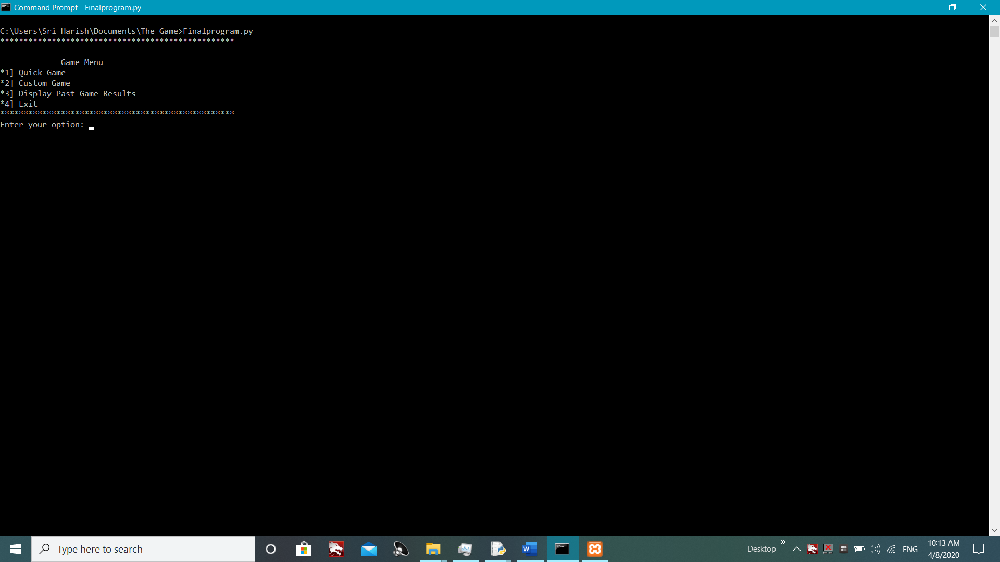 Command Prompt - Finalprogram.py
C:\Users\Sri Harish\Documents\The Game>Finalprogram.py
**************************************************
Game Menu
*1] Quick Game
*2] Custom Game
*3] Display Past Game Results
*4] Exit
**************************************************
Enter your option:
Type here to search
Desktop
ENG
10:13 AM
4/8/2020